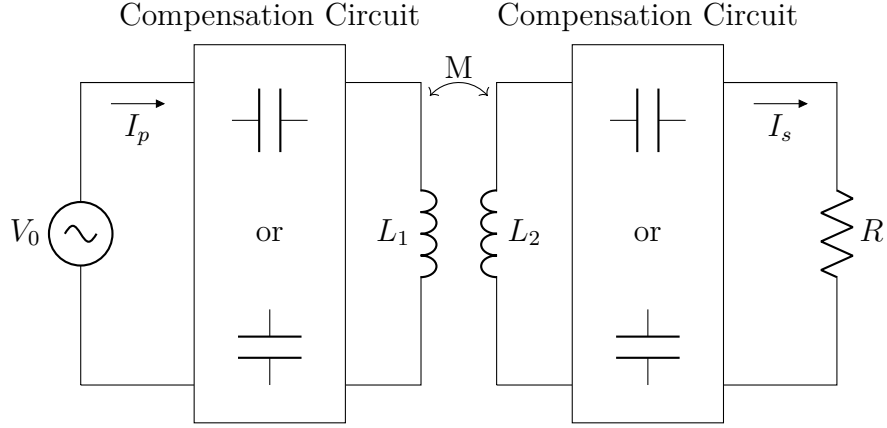 Compensation Circuit
Compensation Circuit
M
I_p
I_s
V_0
or
L_1
L_2
or
R